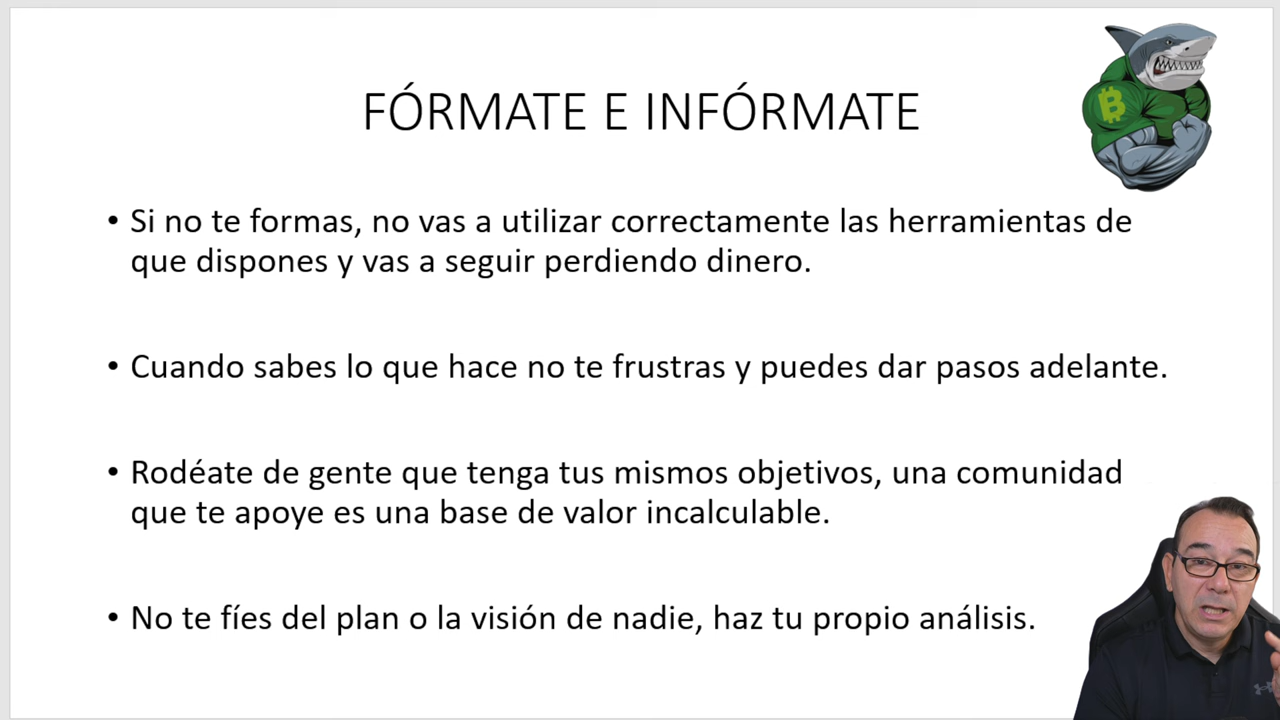 FÓRMATE E INFÓRMATE
• Si no te formas, no vas a utilizar correctamente las herramientas de
que dispones y vas a seguir perdiendo dinero.
• Cuando sabes lo que hace no te frustras y puedes dar pasos adelante.
• Rodéate de gente que tenga tus mismos objetivos, una comunidad
que te apoye es una base de valor incalculable.
• No te fíes del plan o la visión de nadie, haz tu propio análisis.